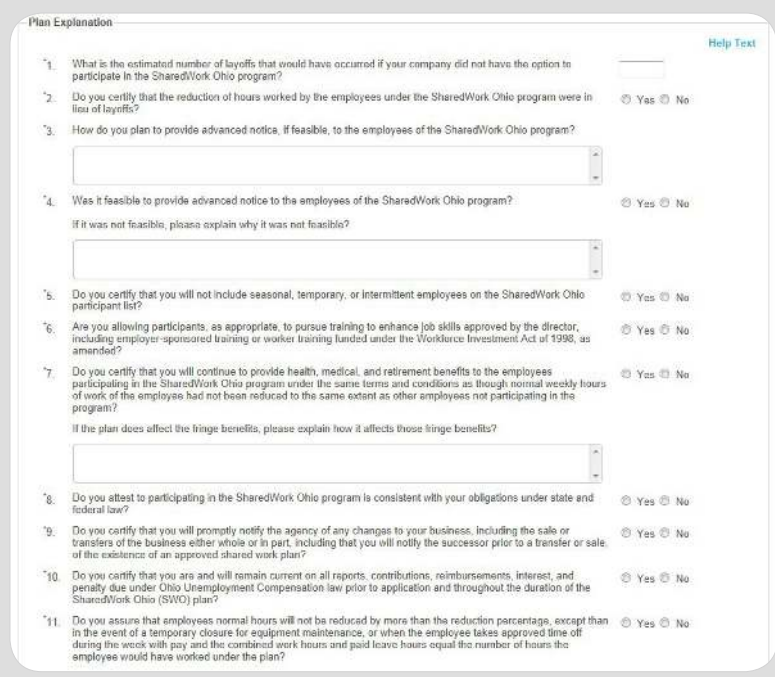 Plan Explanation
Help Text
*1. What is the estimated number of layoffs that would have occurred if your company did not have the option to
participate in the SharedWork Ohio program?
*2. Do you certify that the reduction of hours worked by the employees under the SharedWork Ohio program were in Yes No
lieu of layoffs?
*3. How do you plan to provide advanced notice, if feasible, to the employees of the SharedWork Ohio program?
*4. Was it feasible to provide advanced notice to the employees of the SharedWork Ohio program? Yes No
If it was not feasible, please explain why it was not feasible?
*5. Do you certify that you will not include seasonal, temporary, or intermittent employees on the SharedWork Ohio Yes No
participant list?
*6. Are you allowing participants, as appropriate, to pursue training to enhance job skills approved by the director, Yes No
including employer-sponsored training or worker training funded under the Workforce Investment Act of 1998, as
amended?
*7. Do you certify that you will continue to provide health, medical, and retirement benefits to the employees Yes No
participating in the SharedWork Ohio program under the same terms and conditions as though normal weekly hours
of work of the employee had not been reduced to the same extent as other employees not participating in the
program?
If the plan does affect the fringe benefits, please explain how it affects those fringe benefits?
*8. Do you attest to participating in the SharedWork Ohio program is consistent with your obligations under state and Yes No
federal law?
*9. Do you certify that you will promptly notify the agency of any changes to your business, including the sale or Yes No
transfers of the business either whole or in part, including that you will notify the successor prior to a transfer or sale,
of the existence of an approved shared work plan?
*10. Do you certify that you are and will remain current on all reports, contributions, reimbursements, interest, and Yes No
penalty due under Ohio Unemployment Compensation law prior to application and throughout the duration of the
SharedWork Ohio (SWO) plan?
*11. Do you assure that employees normal hours will not be reduced by more than the reduction percentage, except than Yes No
in the event of a temporary closure for equipment maintenance, or when the employee takes approved time off
during the week with pay and the combined work hours and paid leave hours equal the number of hours the
employee would have worked under the plan?